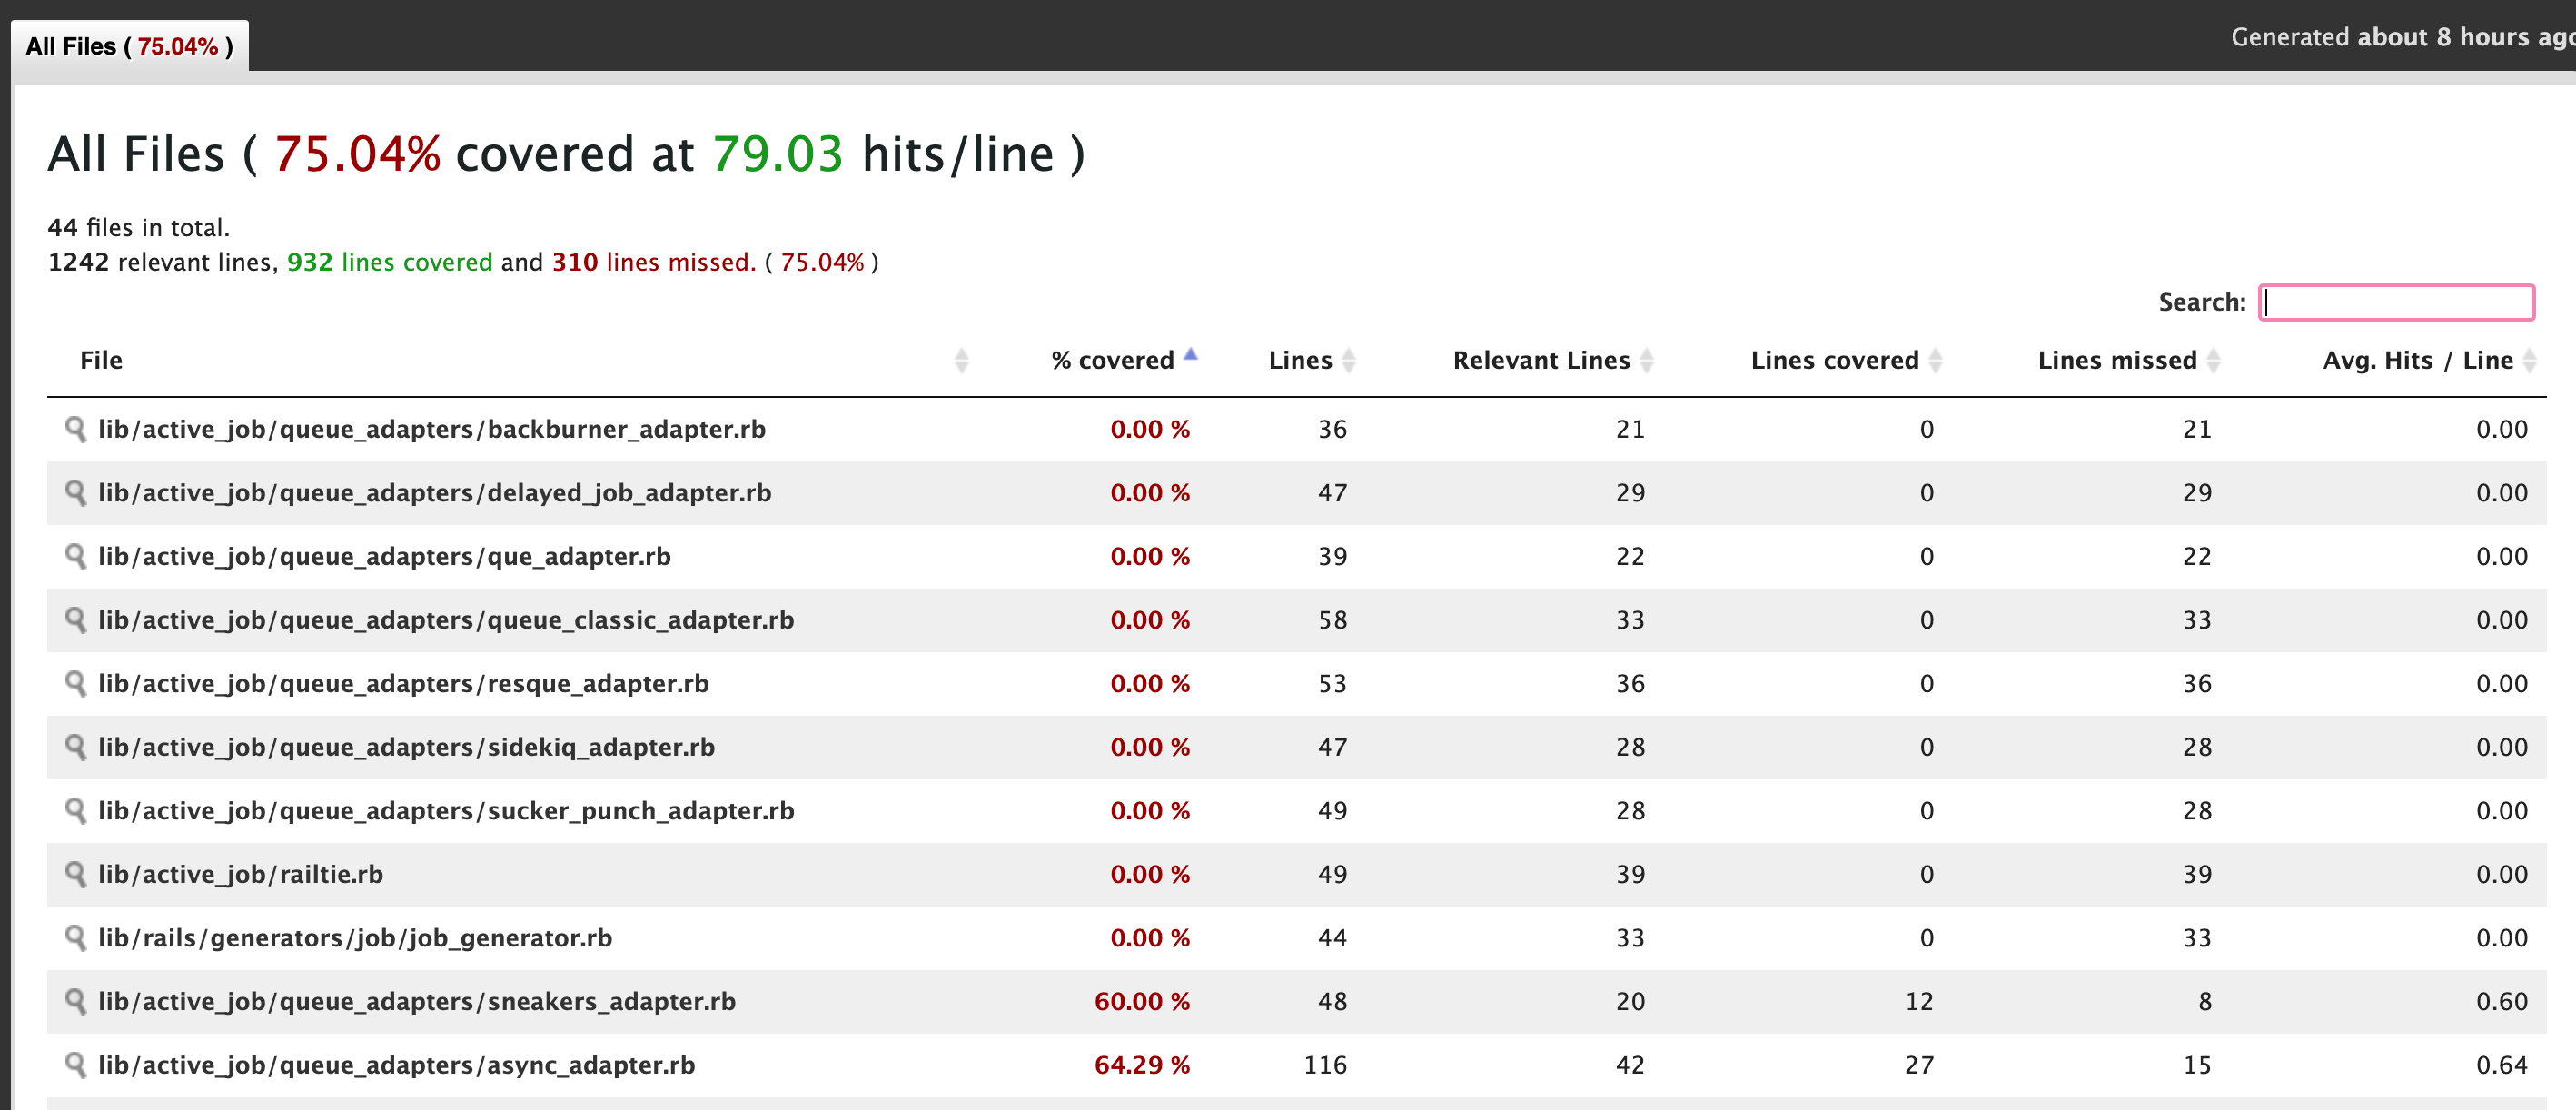 All Files ( 75.04% )
Generated about 8 hours ago
All Files ( 75.04% covered at 79.03 hits/line )
44 files in total.
1242 relevant lines, 932 lines covered and 310 lines missed. ( 75.04% )
Search:
File % covered Lines Relevant Lines Lines covered Lines missed Avg. Hits / Line
lib/active_job/queue_adapters/backburner_adapter.rb 0.00 % 36 21 0 21 0.00
lib/active_job/queue_adapters/delayed_job_adapter.rb 0.00 % 47 29 0 29 0.00
lib/active_job/queue_adapters/que_adapter.rb 0.00 % 39 22 0 22 0.00
lib/active_job/queue_adapters/queue_classic_adapter.rb 0.00 % 58 33 0 33 0.00
lib/active_job/queue_adapters/resque_adapter.rb 0.00 % 53 36 0 36 0.00
lib/active_job/queue_adapters/sidekiq_adapter.rb 0.00 % 47 28 0 28 0.00
lib/active_job/queue_adapters/sucker_punch_adapter.rb 0.00 % 49 28 0 28 0.00
lib/active_job/railtie.rb 0.00 % 49 39 0 39 0.00
lib/rails/generators/job/job_generator.rb 0.00 % 44 33 0 33 0.00
lib/active_job/queue_adapters/sneakers_adapter.rb 60.00 % 48 20 12 8 0.60
lib/active_job/queue_adapters/async_adapter.rb 64.29 % 116 42 27 15 0.64